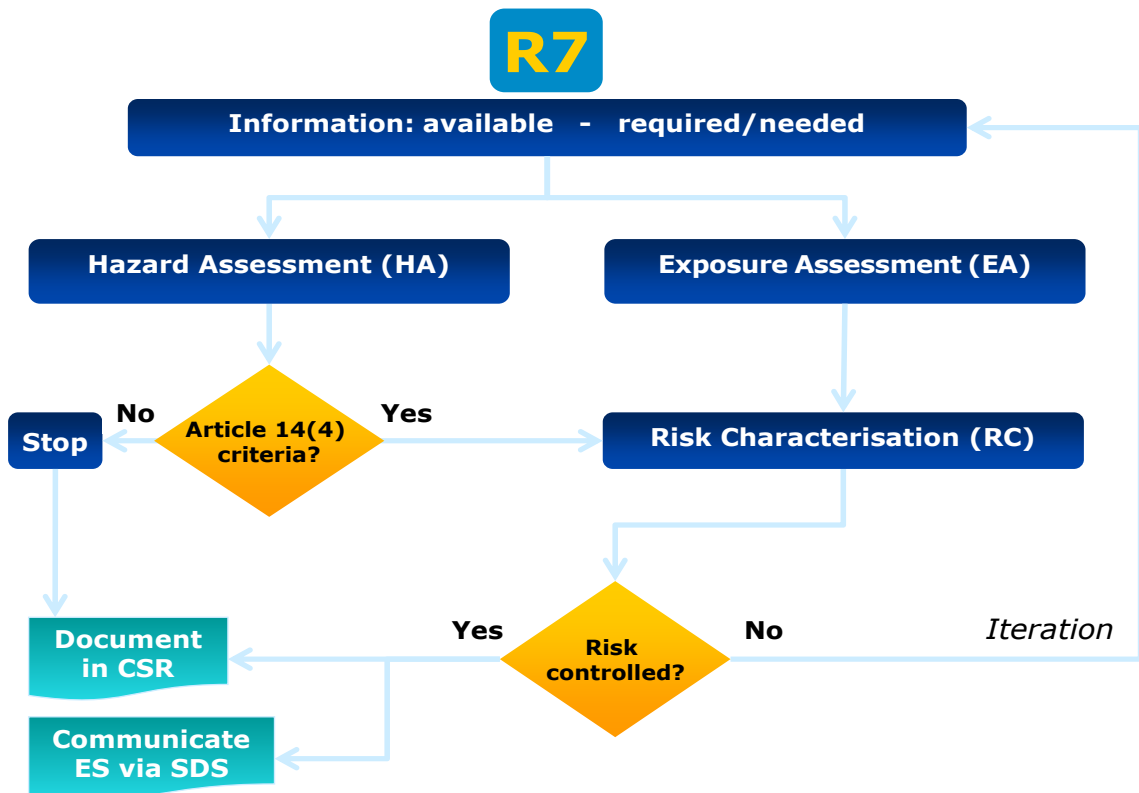 R7
Information: available - required/needed
Hazard Assessment (HA)
Exposure Assessment (EA)
No
Yes
Stop
Article 14(4)
criteria?
Risk Characterisation (RC)
Document
in CSR
Yes
Risk
controlled?
No
Iteration
Communicate
ES via SDS